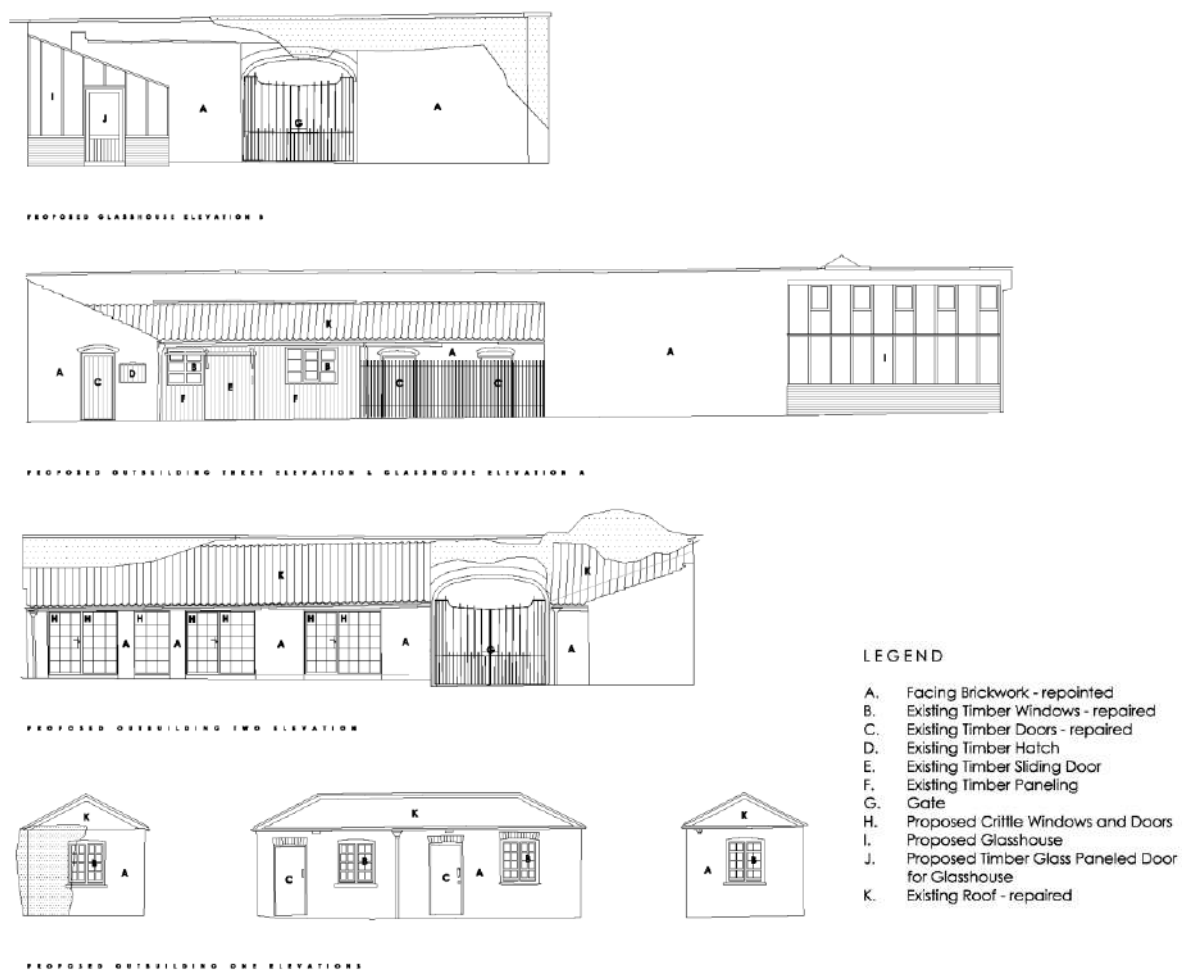 I
J
A
G
A
PROPOSED GLASSHOUSE ELEVATION B
K
A
C
D
B
E
F
B
F
A
C
C
A
I
PROPOSED OUTBUILDING THREE ELEVATION & GLASSHOUSE ELEVATION A
K
K
H H H H H H H
A A A A G A
PROPOSED OUTBUILDING TWO ELEVATION
K
B
A
K
C
B
C
A
B
K
A
B
PROPOSED OUTBUILDING ONE ELEVATIONS
LEGEND
A. Facing Brickwork - repointed
B. Existing Timber Windows - repaired
C. Existing Timber Doors - repaired
D. Existing Timber Hatch
E. Existing Timber Sliding Door
F. Existing Timber Paneling
G. Gate
H. Proposed Crittle Windows and Doors
I. Proposed Glasshouse
J. Proposed Timber Glass Paneled Door
for Glasshouse
K. Existing Roof - repaired